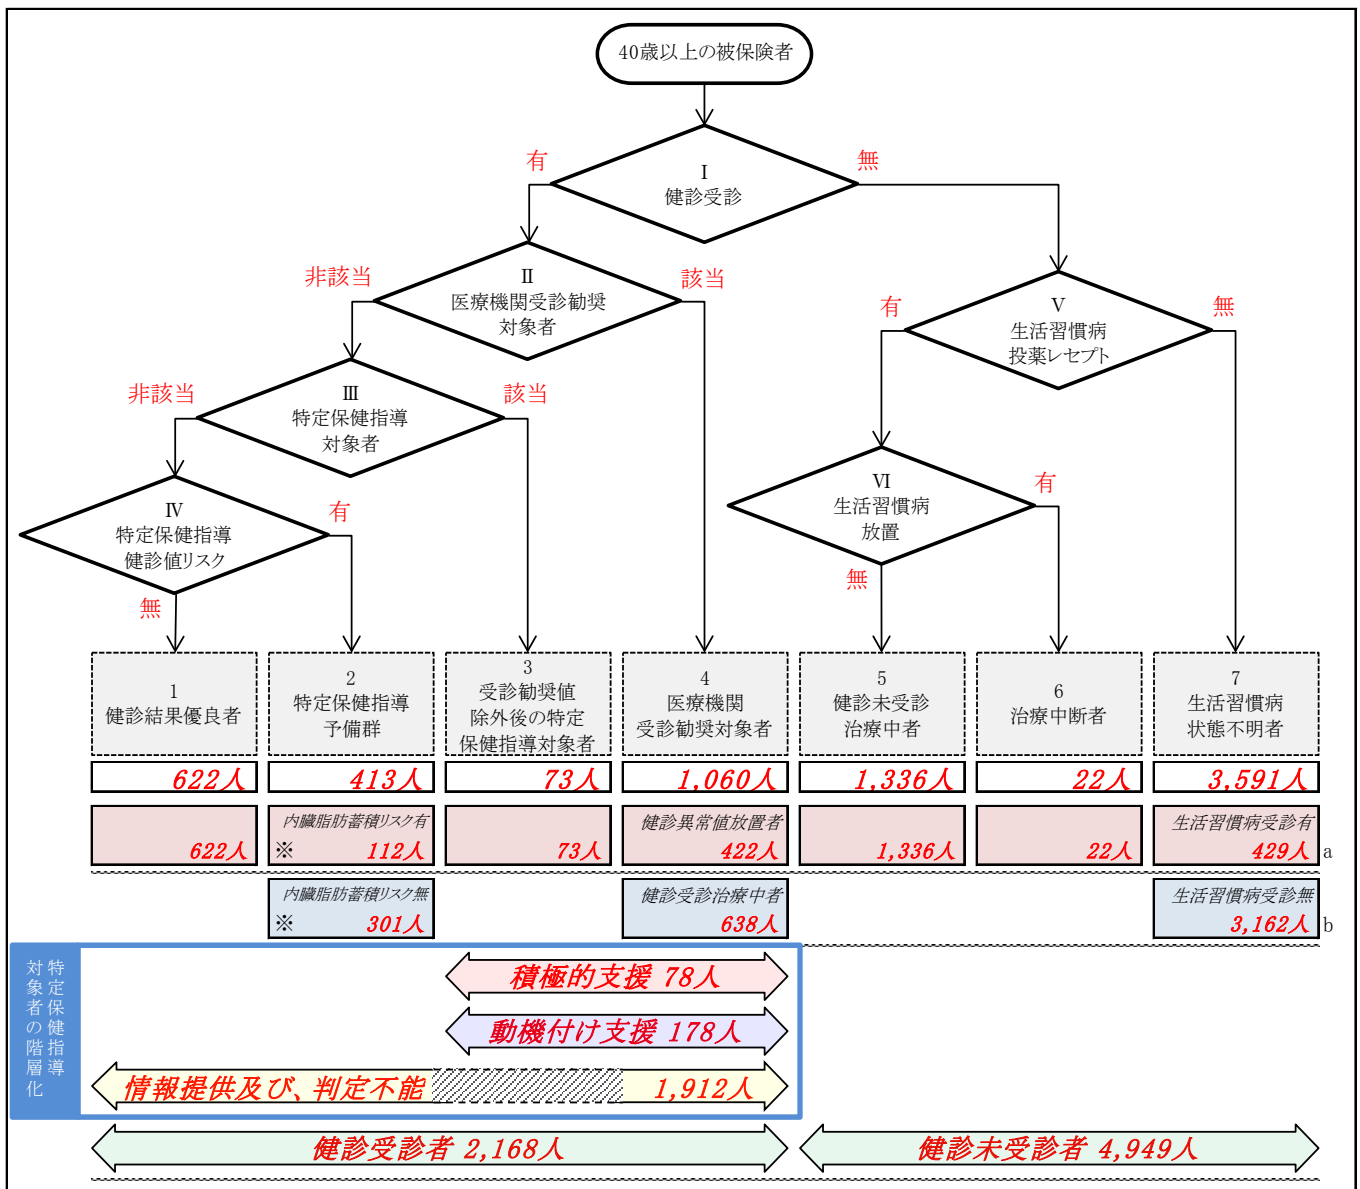 40歳以上の被保険者
Ⅰ
健診受診
有
無
Ⅱ
医療機関受診勧奨
対象者
非該当
該当
Ⅴ
生活習慣病
投薬レセプト
有
無
Ⅲ
特定保健指導
対象者
非該当
該当
Ⅵ
生活習慣病
放置
有
無
Ⅳ
特定保健指導
健診値リスク
有
無
1
健診結果優良者
2
特定保健指導
予備群
3
受診勧奨値
除外後の特定
保健指導対象者
4
医療機関
受診勧奨対象者
5
健診未受診
治療中者
6
治療中断者
7
生活習慣病
状態不明者
622人
413人
73人
1,060人
1,336人
22人
3,591人
622人
内臓脂肪蓄積リスク有
※ 112人
73人
健診異常値放置者
422人
1,336人
22人
生活習慣病受診有
429人
a
内臓脂肪蓄積リスク無
※ 301人
健診受診治療中者
638人
生活習慣病受診無
3,162人
b
特定保健指導
対象者の階層化
積極的支援 78人
動機付け支援 178人
情報提供及び、判定不能 1,912人
健診受診者 2,168人
健診未受診者 4,949人